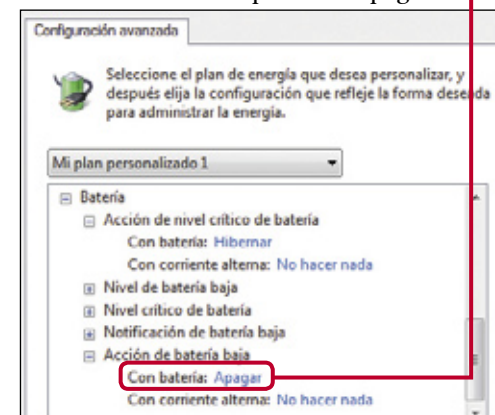 Configuración avanzada
Seleccione el plan de energía que desea personalizar, y
después elija la configuración que refleje la forma deseada
para administrar la energía.
Mi plan personalizado 1
Batería
Acción de nivel crítico de batería
Con batería: Hibernar
Con corriente alterna: No hacer nada
Nivel de batería baja
Nivel crítico de batería
Notificación de batería baja
Acción de batería baja
Con batería: Apagar
Con corriente alterna: No hacer nada